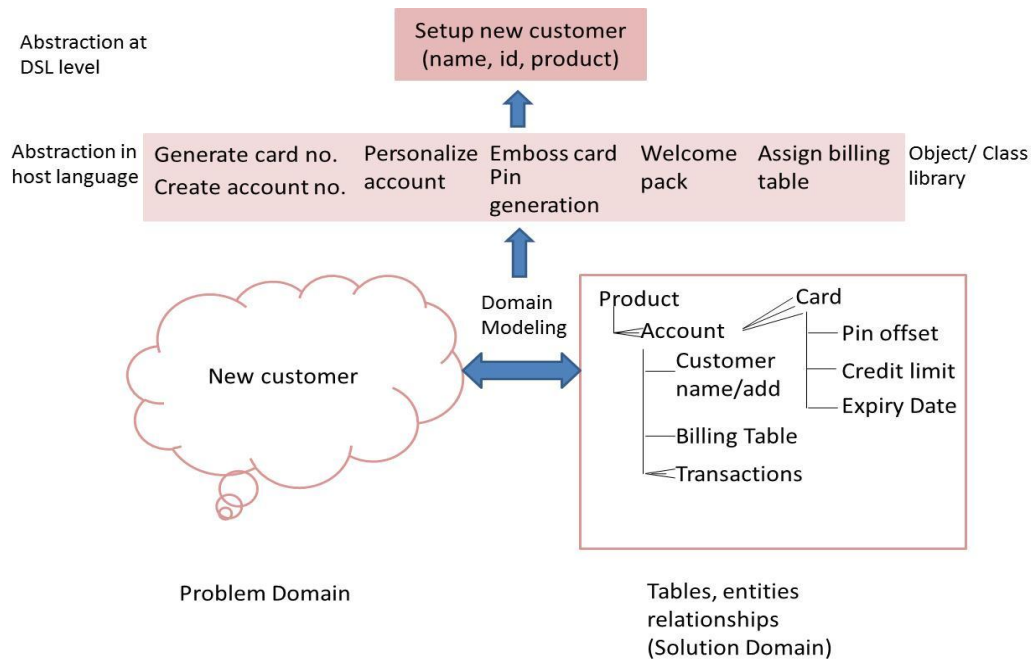 Abstraction at
DSL level
Setup new customer
(name, id, product)
Abstraction in
host language
Generate card no.
Create account no.
Personalize
account
Emboss card
Pin
generation
Welcome
pack
Assign billing
table
Object/ Class
library
Domain
Modeling
New customer
Product
Account
Customer
name/add
Billing Table
Transactions
Card
Pin offset
Credit limit
Expiry Date
Problem Domain
Tables, entities
relationships
(Solution Domain)